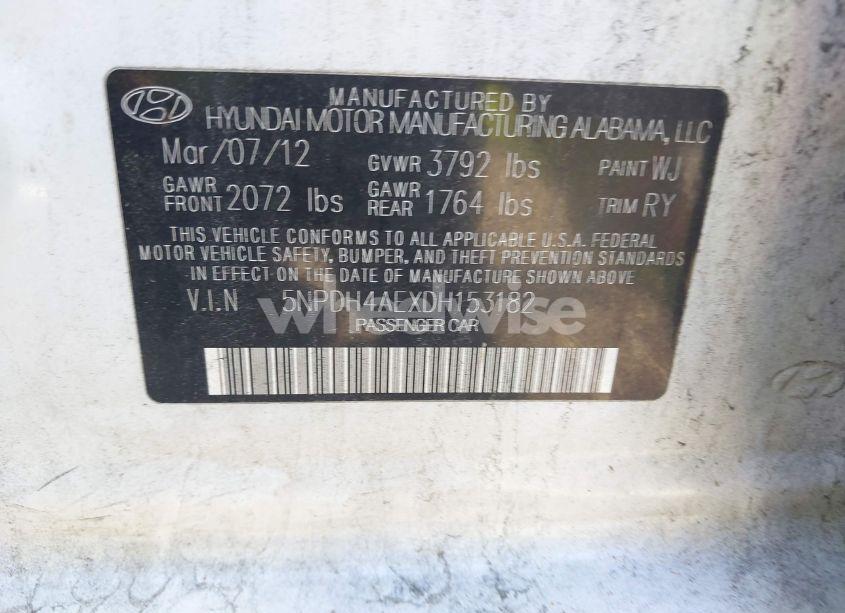 MANUFACTURED BY
HYUNDAI MOTOR MANUFACTURING ALABAMA, LLC
Mar/07/12 GVWR 3792 lbs PAINT WJ
GAWR FRONT 2072 lbs GAWR REAR 1764 lbs TRIM RY
THIS VEHICLE CONFORMS TO ALL APPLICABLE U.S.A. FEDERAL
MOTOR VEHICLE SAFETY, BUMPER, AND THEFT PREVENTION STANDARDS
IN EFFECT ON THE DATE OF MANUFACTURE SHOWN ABOVE
V.I.N 5NPDH4AEXDH153182
wheelwise
PASSENGER CAR